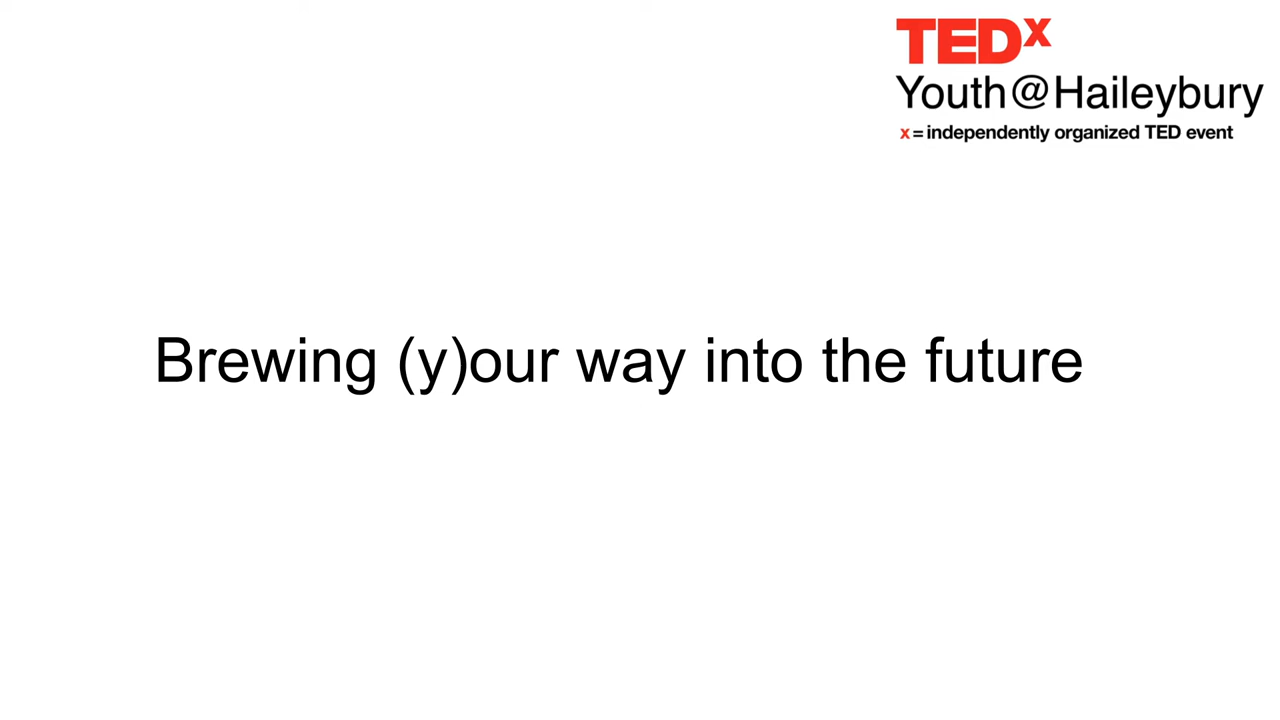 TEDx
Youth@Haileybury
x = independently organized TED event
Brewing (y)our way into the future